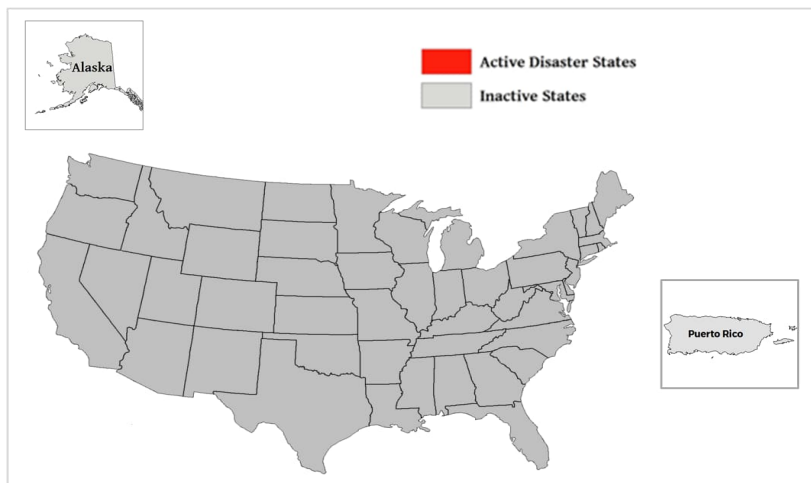 Alaska
Active Disaster States
Inactive States
Puerto Rico